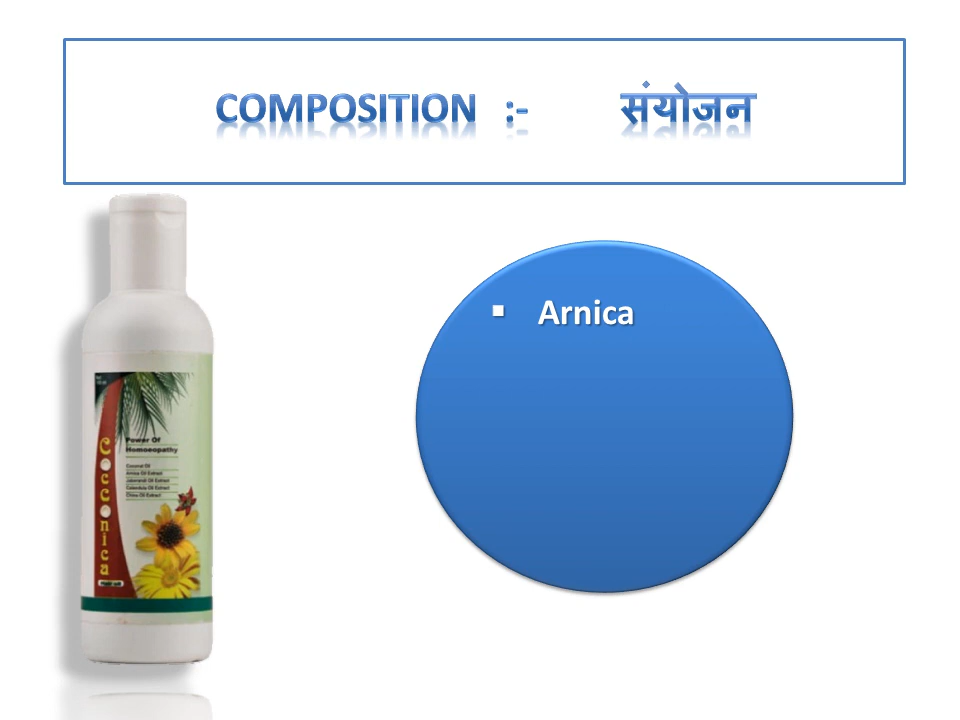 COMPOSITION :- संयोजन
▪ Arnica
Power Of
Homoeopathy
Coconut Oil
Arnica Oil Extract
Jaborandi Oil Extract
Calendula Oil Extract
China Oil Extract
Cocconica